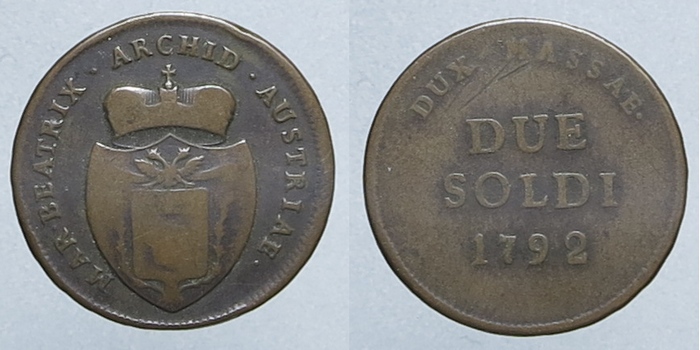 MAR·BEATRIX · ARCHID · AUSTRIAE ·
DUX MASSAE·
DUE
SOLDI
1792